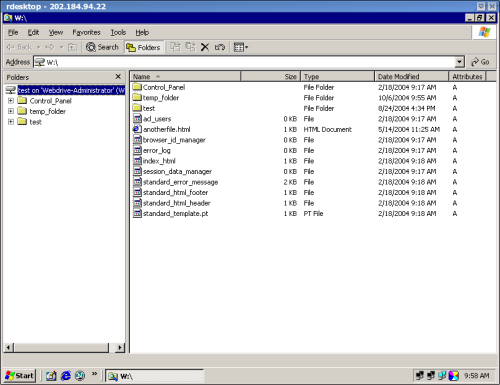 rdesktop - 202.184.94.22
W:\
File Edit View Favorites Tools Help
Back Search Folders
Address W:\ Go
Folders
test on 'Webdrive-Administrator' (W
Control_Panel
temp_folder
test
Name Size Type Date Modified Attributes
Control_Panel File Folder 2/18/2004 9:17 AM A
temp_folder File Folder 10/6/2004 9:55 AM A
test File Folder 8/24/2004 4:34 PM A
acl_users 0 KB File 2/18/2004 9:17 AM A
anotherfile.html 1 KB HTML Document 5/14/2004 11:25 AM A
browser_id_manager 0 KB File 2/18/2004 9:17 AM A
error_log 0 KB File 2/18/2004 9:17 AM A
index_html 1 KB File 2/18/2004 9:18 AM A
session_data_manager 0 KB File 2/18/2004 9:17 AM A
standard_error_message 2 KB File 2/18/2004 9:18 AM A
standard_html_footer 1 KB File 2/18/2004 9:18 AM A
standard_html_header 1 KB File 2/18/2004 9:18 AM A
standard_template.pt 1 KB PT File 2/18/2004 9:18 AM A
Start » W:\ 9:58 AM